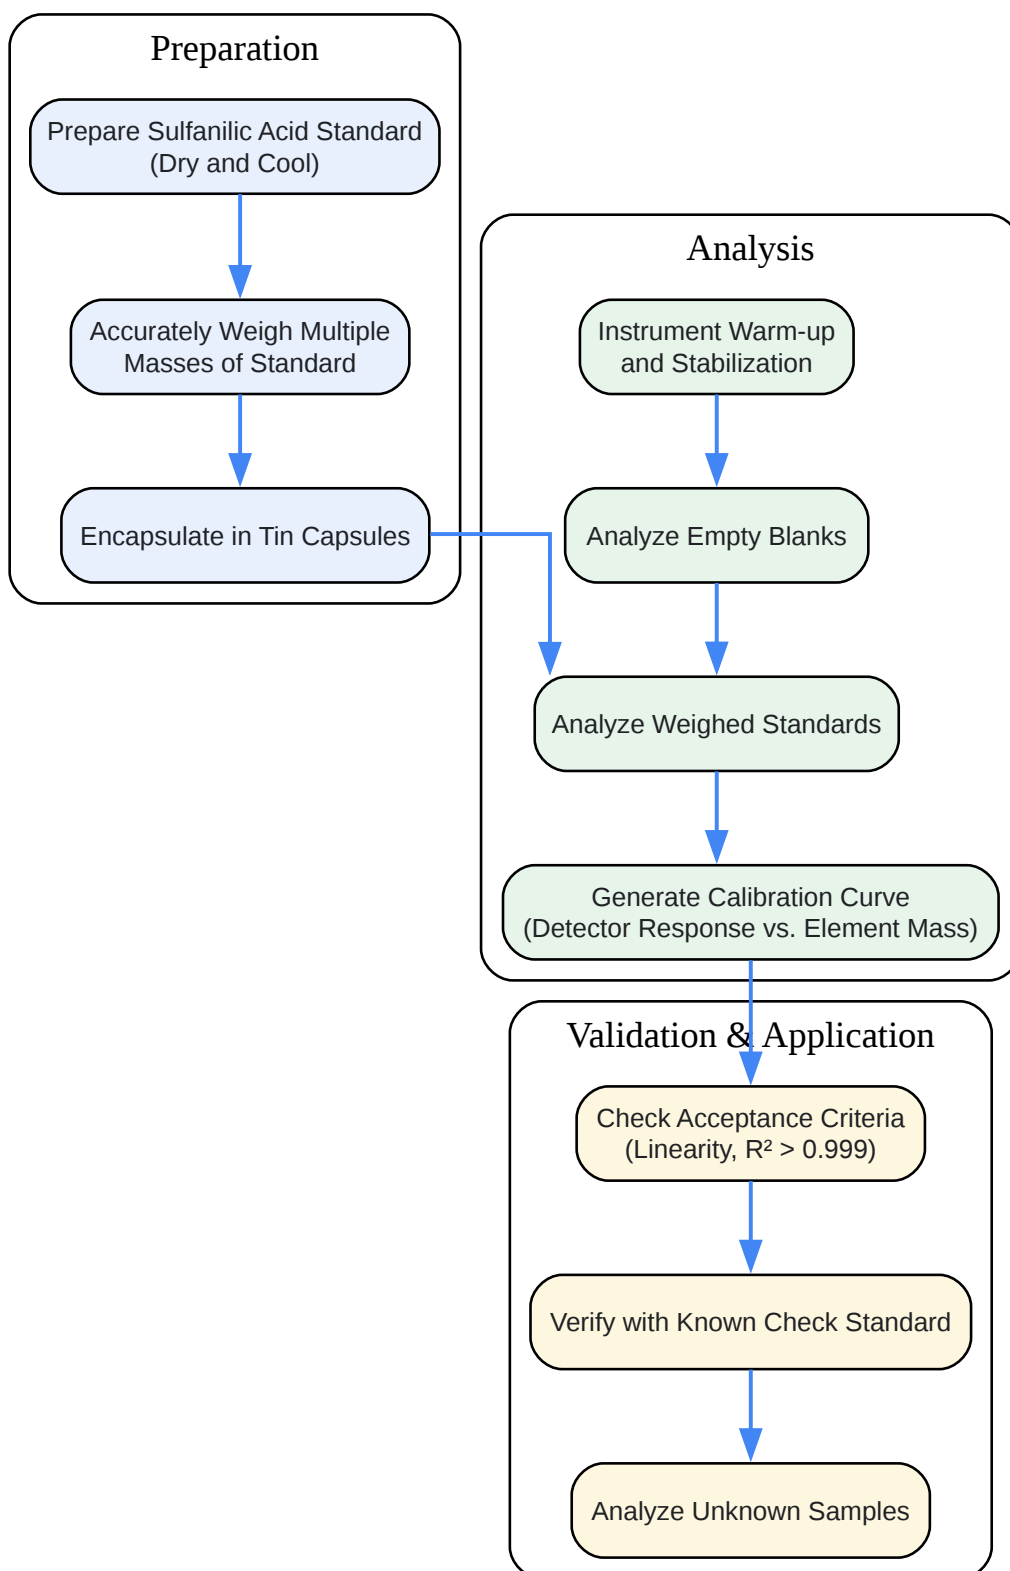 Preparation
Prepare Sulfanilic Acid Standard
(Dry and Cool)
Accurately Weigh Multiple
Masses of Standard
Encapsulate in Tin Capsules
Analysis
Instrument Warm-up
and Stabilization
Analyze Empty Blanks
Analyze Weighed Standards
Generate Calibration Curve
(Detector Response vs. Element Mass)
Validation & Application
Check Acceptance Criteria
(Linearity, R² > 0.999)
Verify with Known Check Standard
Analyze Unknown Samples